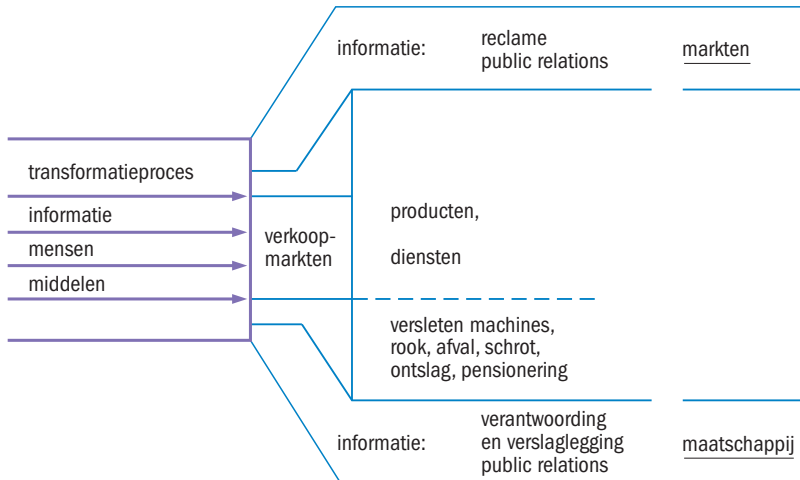 informatie:
reclame
public relations
markten
transformatieproces
informatie
mensen
middelen
verkoop-
markten
producten,
diensten
versleten machines,
rook, afval, schrot,
ontslag, pensionering
informatie:
verantwoording
en verslaglegging
public relations
maatschappij